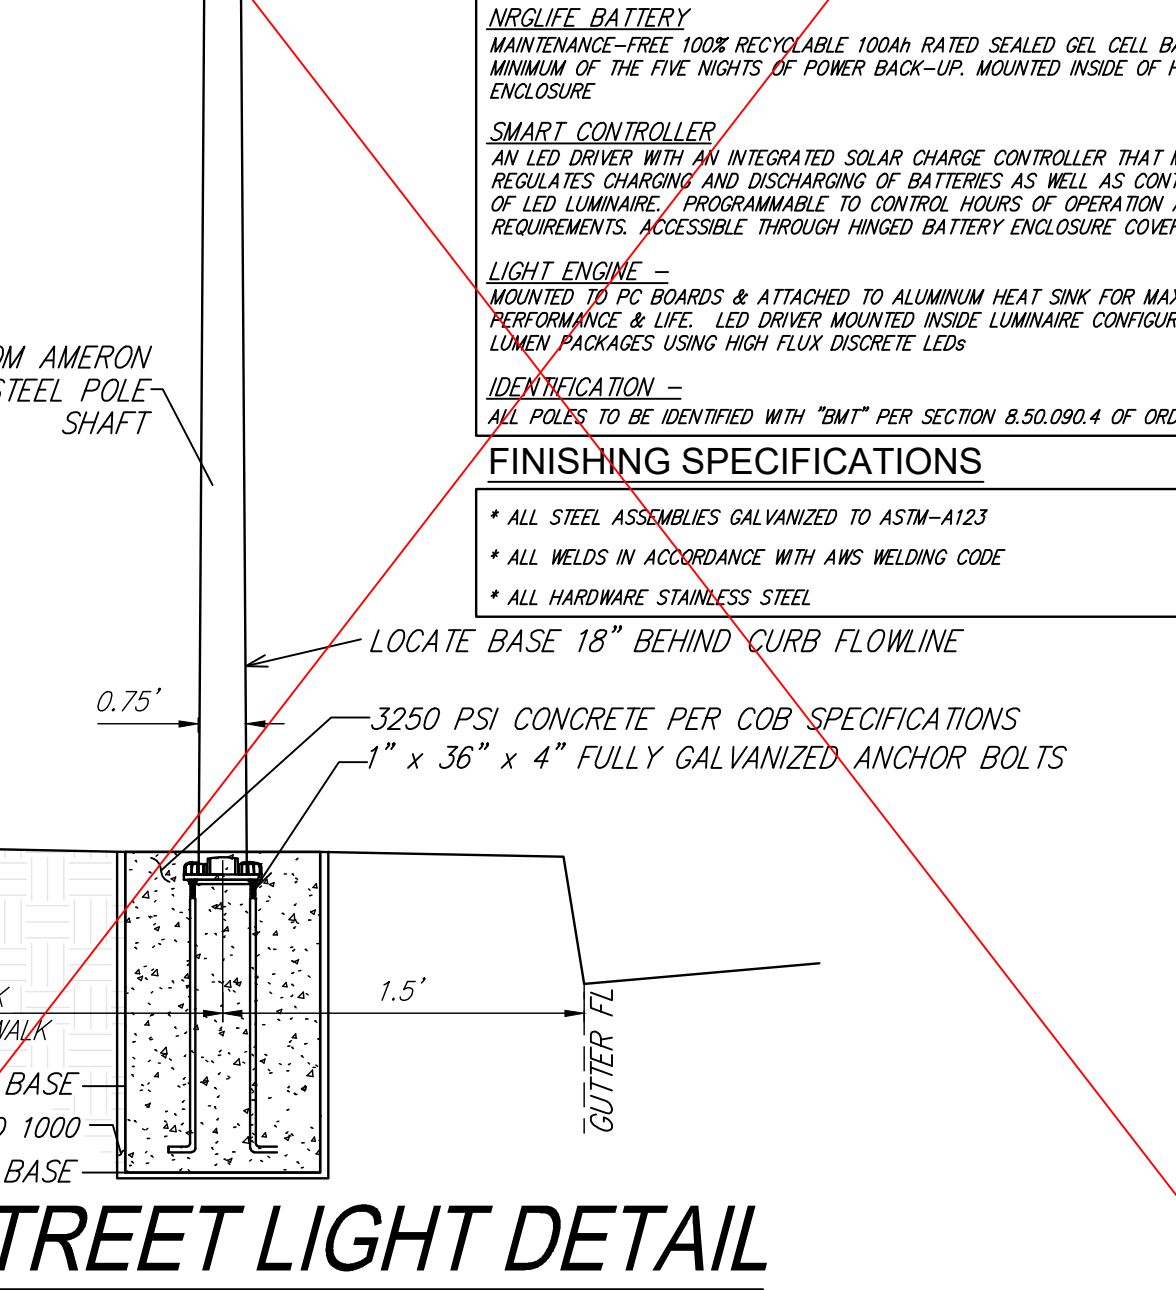 NRGLIFE BATTERY
MAINTENANCE-FREE 100% RECYCLABLE 100Ah RATED SEALED GEL CELL
MINIMUM OF THE FIVE NIGHTS OF POWER BACK-UP. MOUNTED INSIDE OF
ENCLOSURE
SMART CONTROLLER
AN LED DRIVER WITH AN INTEGRATED SOLAR CHARGE CONTROLLER THAT
REGULATES CHARGING AND DISCHARGING OF BATTERIES AS WELL AS
OF LED LUMINAIRE. PROGRAMMABLE TO CONTROL HOURS OF OPERATION
REQUIREMENTS. ACCESSIBLE THROUGH HINGED BATTERY ENCLOSURE
LIGHT ENGINE -
MOUNTED TO PC BOARDS & ATTACHED TO ALUMINUM HEAT SINK FOR
PERFORMANCE & LIFE. LED DRIVER MOUNTED INSIDE LUMINAIRE
LUMEN PACKAGES USING HIGH FLUX DISCRETE LEDs
IDENTIFICATION -
ALL POLES TO BE IDENTIFIED WITH "BMT" PER SECTION 8.50.090.4 OF
FINISHING SPECIFICATIONS
* ALL STEEL ASSEMBLIES GALVANIZED TO ASTM-A123
* ALL WELDS IN ACCORDANCE WITH AWS WELDING CODE
* ALL HARDWARE STAINLESS STEEL
AMERON
STEEL POLE
SHAFT
LOCATE BASE 18" BEHIND CURB FLOWLINE
0.75'
3250 PSI CONCRETE PER COB SPECIFICATIONS
1" x 36" x 4" FULLY GALVANIZED ANCHOR BOLTS
1.5'
GUTTER FL
BASE
1000
BASE
TREET LIGHT DETAIL